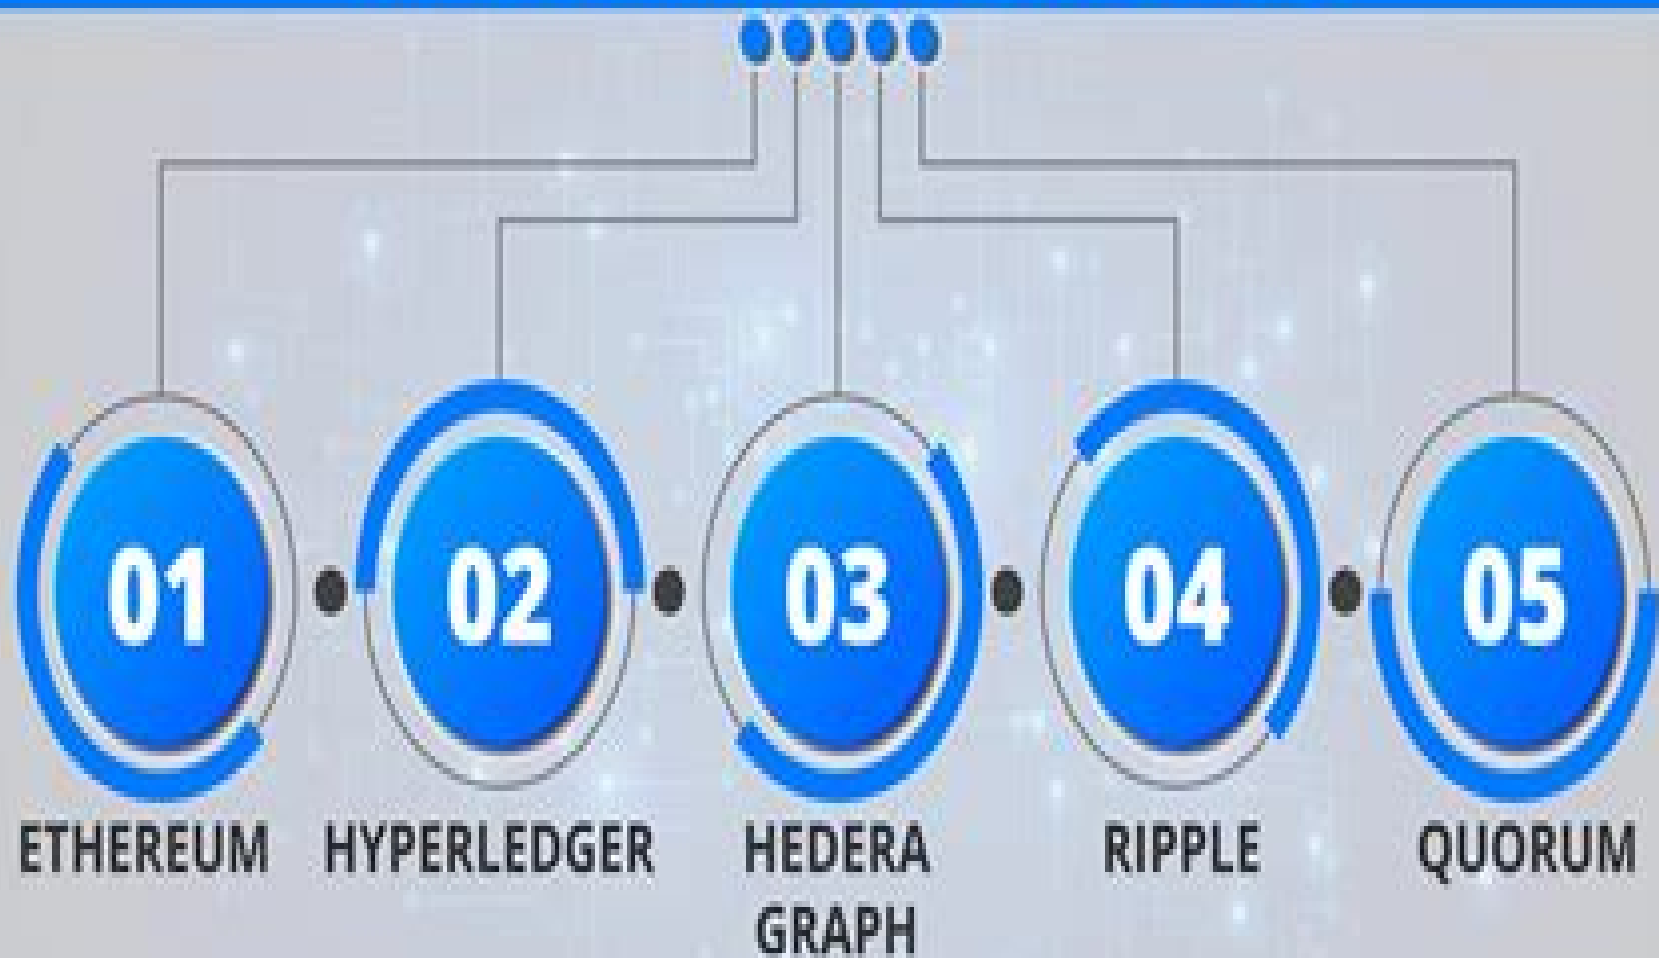 01
02
03
04
05
ETHEREUM
HYPERLEDGER
HEDERA
GRAPH
RIPPLE
QUORUM